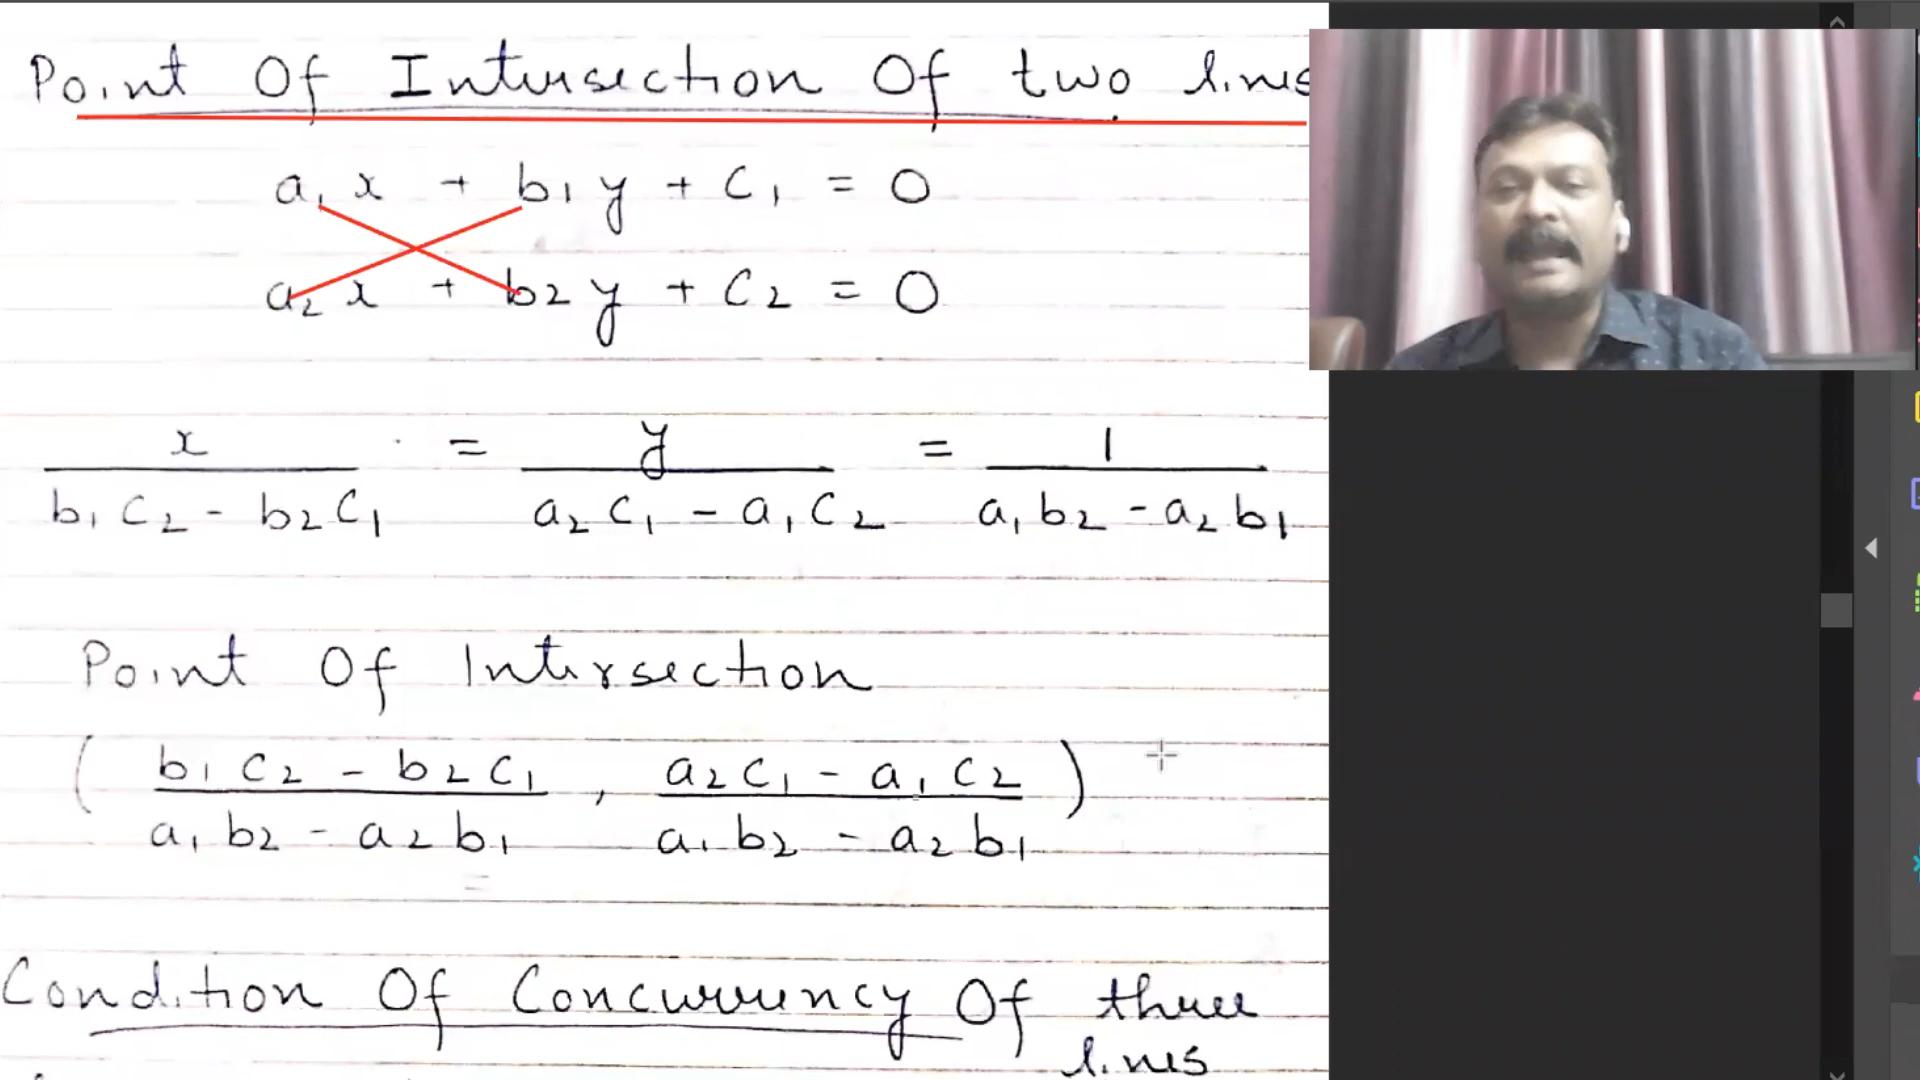 Point Of Intersection Of two lines
a₁x + b₁y + c₁ = 0
a₂x + b₂y + c₂ = 0
x / (b₁c₂ - b₂c₁) = y / (a₂c₁ - a₁c₂) = 1 / (a₁b₂ - a₂b₁)
Point Of Intersection
( (b₁c₂ - b₂c₁) / (a₁b₂ - a₂b₁) , (a₂c₁ - a₁c₂) / (a₁b₂ - a₂b₁) )
Condition Of Concurrency Of three
lines